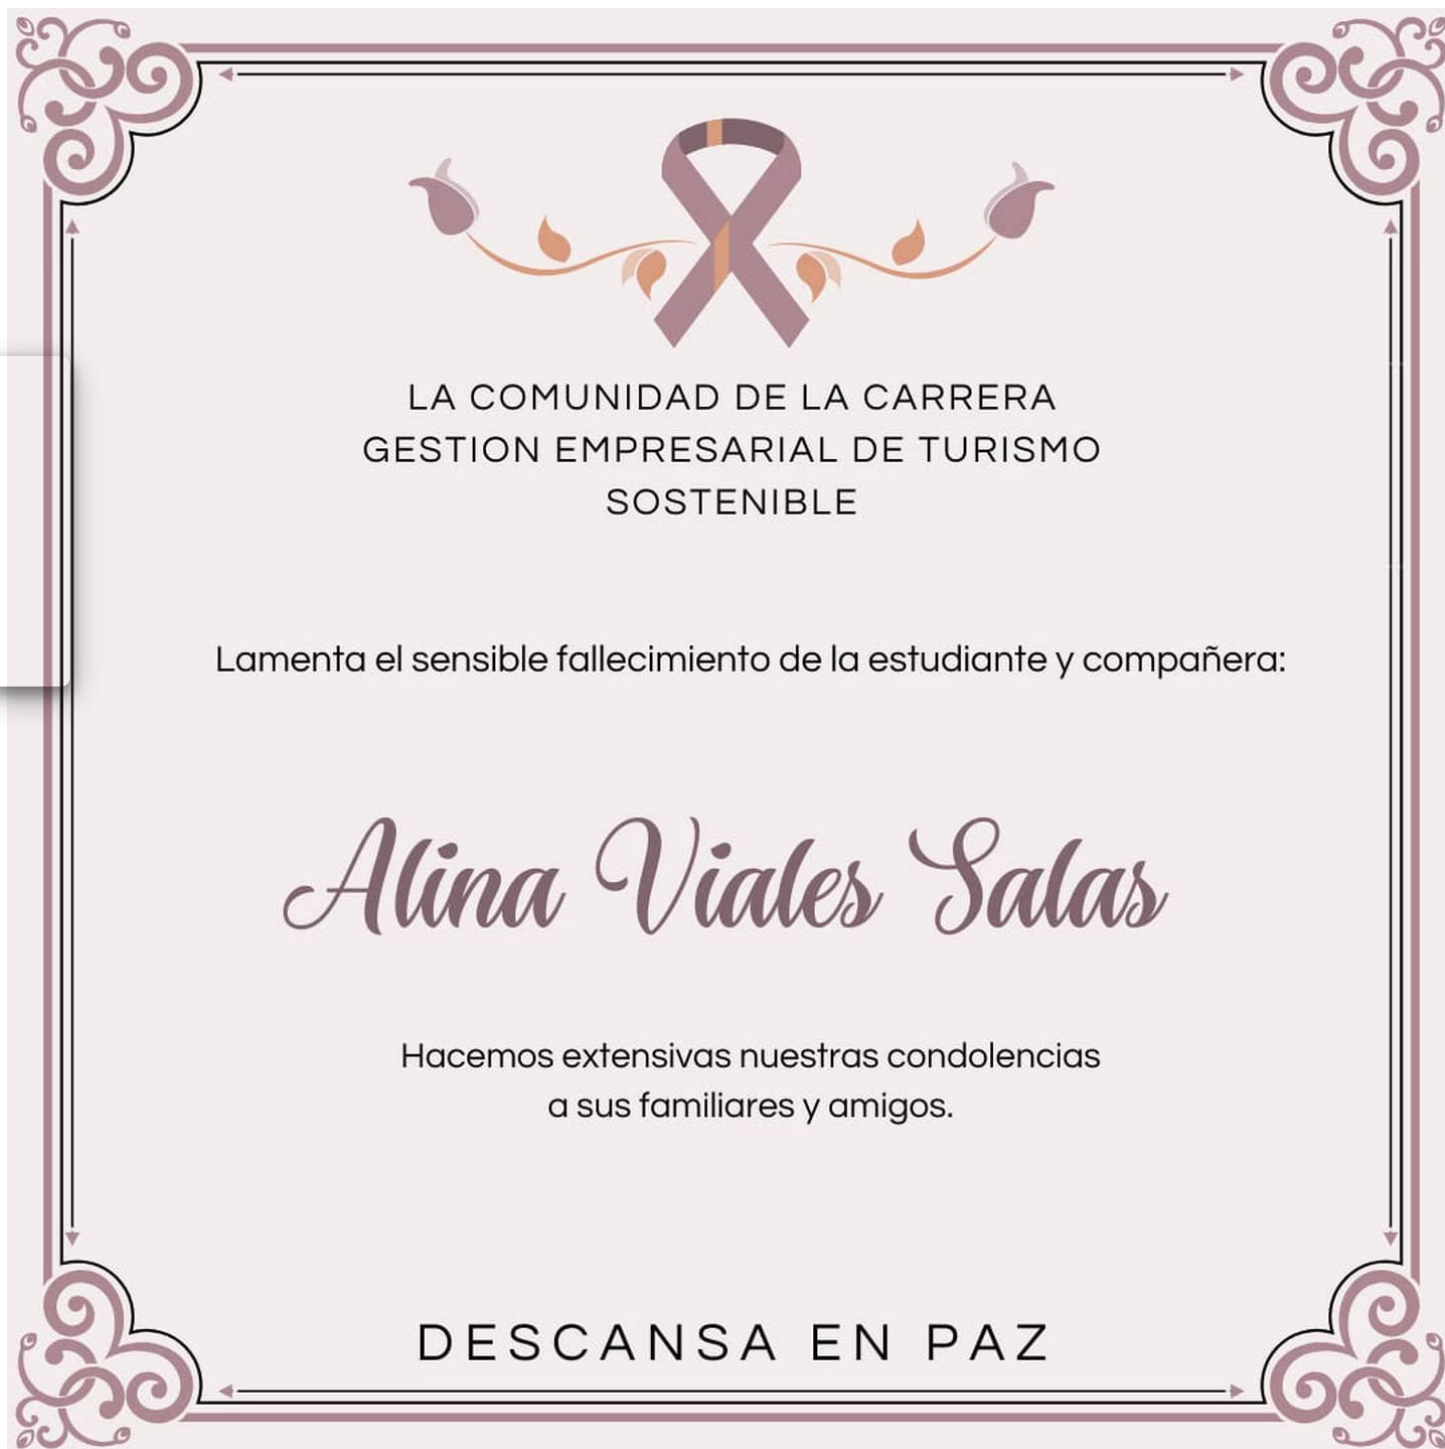 LA COMUNIDAD DE LA CARRERA
GESTION EMPRESARIAL DE TURISMO
SOSTENIBLE
Lamenta el sensible fallecimiento de la estudiante y compañera:
Alina Viales Salas
Hacemos extensivas nuestras condolencias
a sus familiares y amigos.
DESCANSA EN PAZ